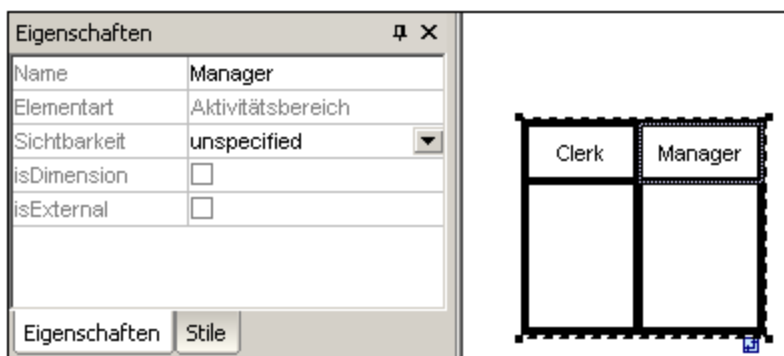 Eigenschaften
Name Manager
Elementart Aktivitätsbereich
Sichtbarkeit unspecified
isDimension
isExternal
Eigenschaften Stile
Clerk Manager